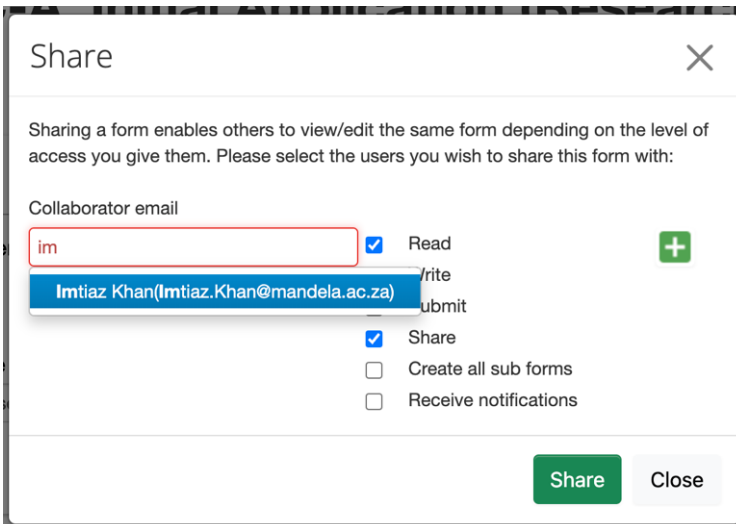 Share
Sharing a form enables others to view/edit the same form depending on the level of
access you give them. Please select the users you wish to share this form with:
Collaborator email
im
Read
Imtiaz Khan(Imtiaz.Khan@mandela.ac.za)
Share
Create all sub forms
Receive notifications
Share
Close